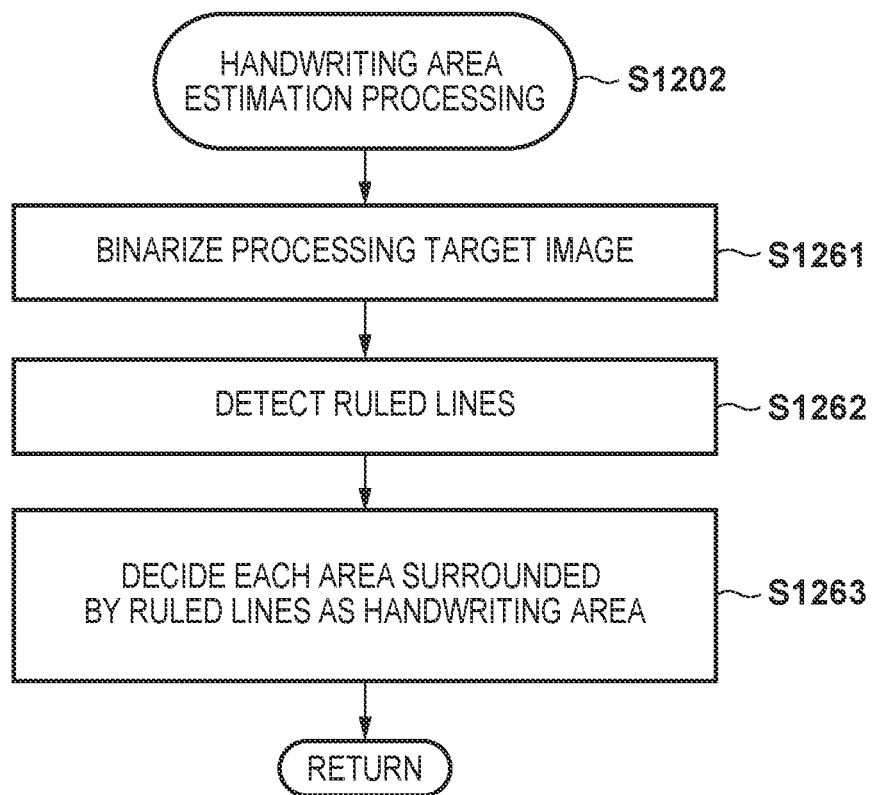 HANDWRITING AREA
ESTIMATION PROCESSING
S1202
BINARIZE PROCESSING TARGET IMAGE
S1261
DETECT RULED LINES
S1262
DECIDE EACH AREA SURROUNDED
BY RULED LINES AS HANDWRITING AREA
S1263
RETURN